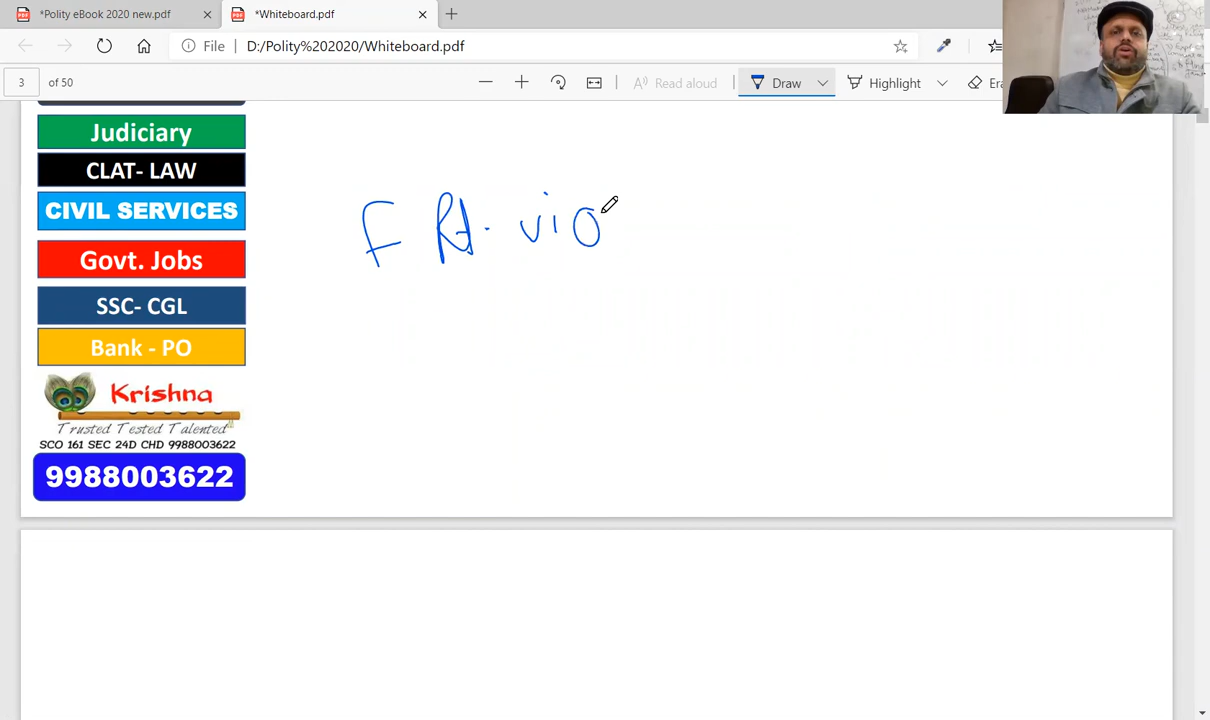 *Polity eBook 2020 new.pdf
*Whiteboard.pdf
File D:/Polity%202020/Whiteboard.pdf
3 of 50
Read aloud
Draw
Highlight
Era
Judiciary
CLAT- LAW
CIVIL SERVICES
Govt. Jobs
SSC- CGL
Bank - PO
Krishna
Trusted Tested Talented
SCO 161 SEC 24D CHD 9988003622
9988003622
F Rt. vio